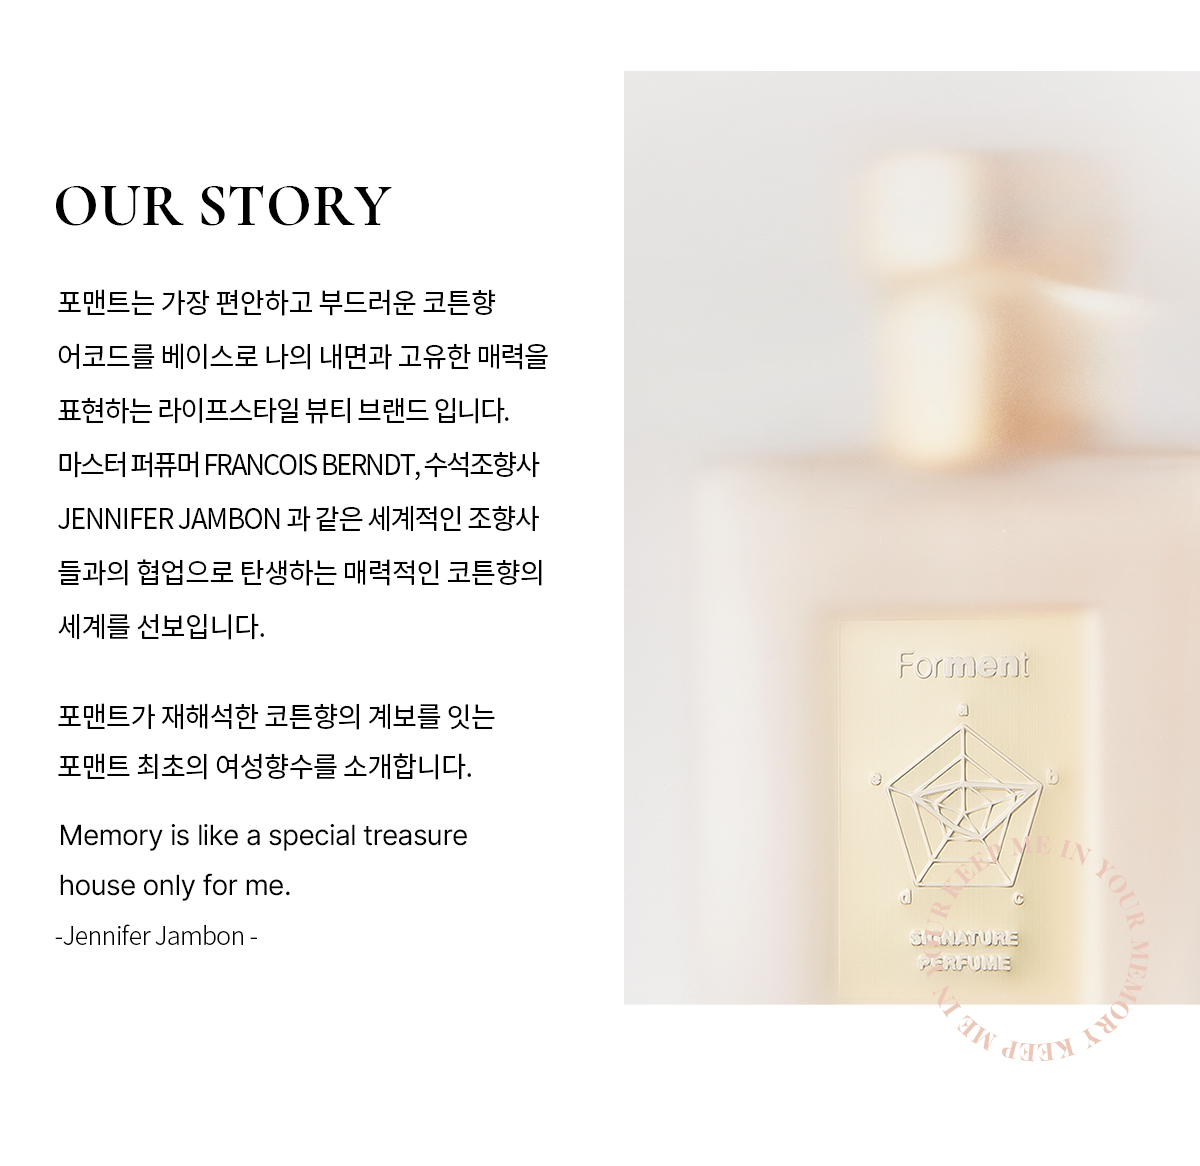 OUR STORY
포맨트는 가장 편안하고 부드러운 코튼향
어코드를 베이스로 나의 내면과 고유한 매력을
표현하는 라이프스타일 뷰티 브랜드 입니다.
마스터 퍼퓨머 FRANCOIS BERNDT, 수석조향사
JENNIFER JAMBON 과 같은 세계적인 조향사
들과의 협업으로 탄생하는 매력적인 코튼향의
세계를 선보입니다.
포맨트가 재해석한 코튼향의 계보를 잇는
포맨트 최초의 여성향수를 소개합니다.
Memory is like a special treasure
house only for me.
-Jennifer Jambon -
Forment
a
e
b
d
c
SIGNATURE
PERFUME
KEEP ME IN YOUR MEMORY KEEP ME IN YOUR